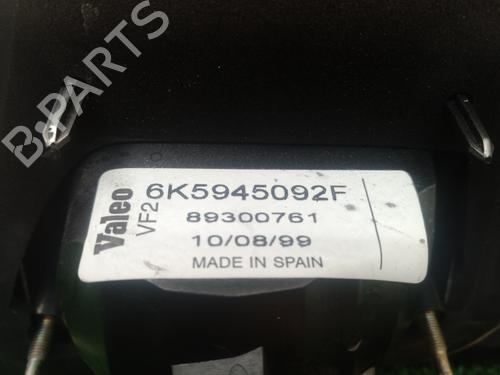 B-PARTS
Valeo
VF2
6K5945092F
89300761
10/08/99
MADE IN SPAIN